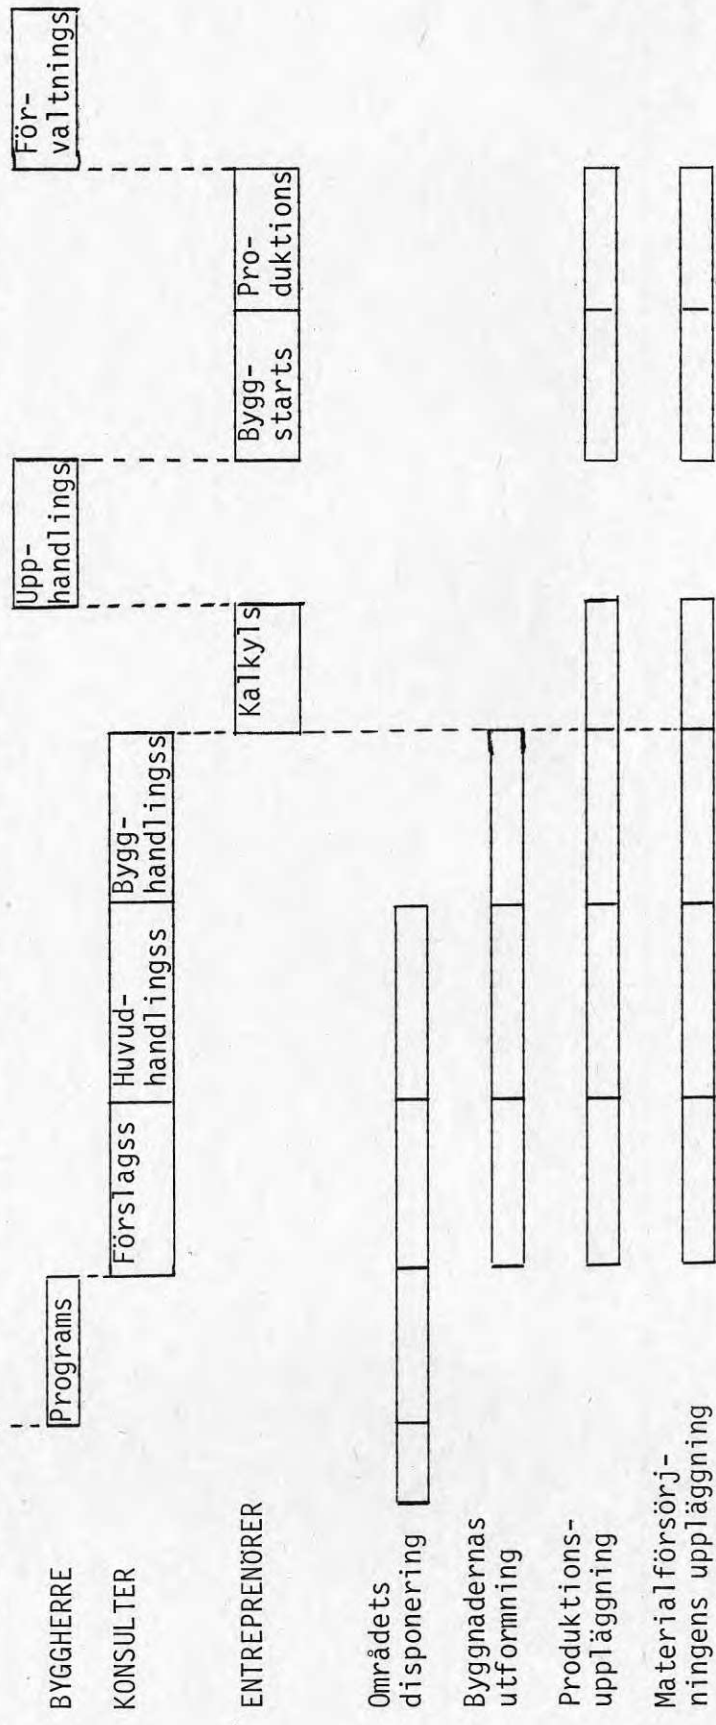 BYGGHERRE
Programs
Upp-
handlings
För-
valtnings
KONSULTER
Förslagss
Huvud-
handlingss
Bygg-
handlingss
ENTREPRENÖRER
Kalkyls
Bygg-
starts
Pro-
duktions
Områdets
disponering
Byggnadernas
utformning
Produktions-
uppläggning
Materialförsörj-
ningens uppläggning